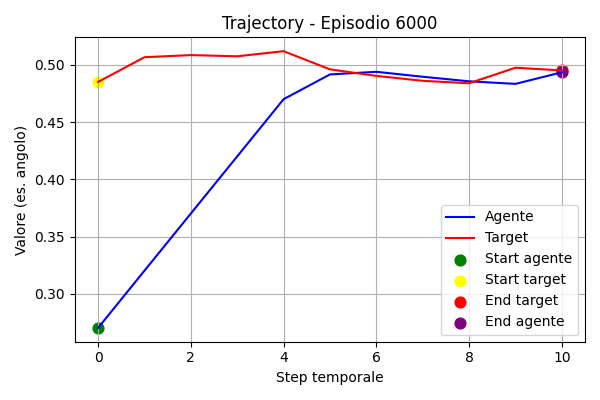 Trajectory - Episodio 6000
Valore (es. angolo)
0.50
0.45
0.40
0.35
0.30
0
2
4
6
8
10
Step temporale
Agente
Target
Start agente
Start target
End target
End agente